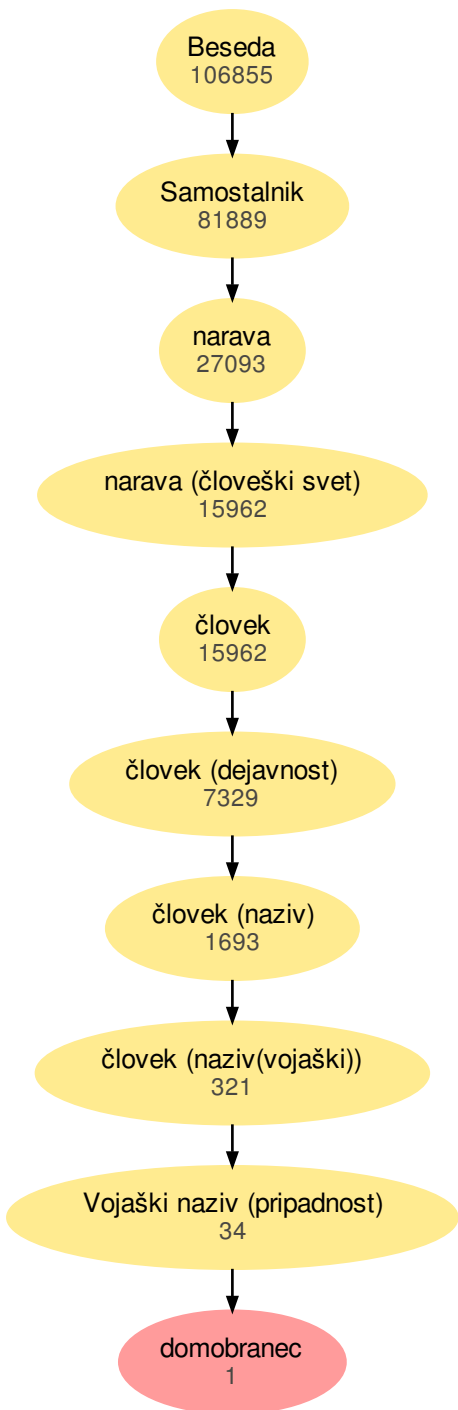 Beseda
106855
Samostalnik
81889
narava
27093
narava (človeški svet)
15962
človek
15962
človek (dejavnost)
7329
človek (naziv)
1693
človek (naziv(vojaški))
321
Vojaški naziv (pripadnost)
34
domobranec
1